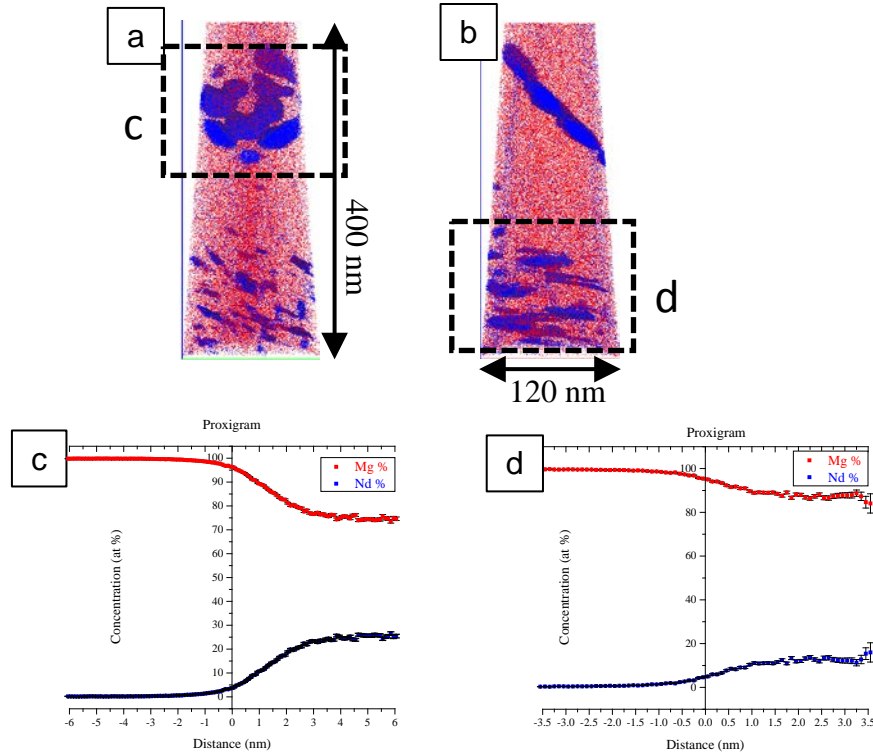 a
b
c
400 nm
d
120 nm
c
Proxigram
Mg %
Nd %
Concentration (at %)
100
90
80
70
60
50
40
30
20
10
0
-6 -5 -4 -3 -2 -1 0 1 2 3 4 5 6
Distance (nm)
d
Proxigram
Mg %
Nd %
Concentration (at %)
100
80
60
40
20
0
-3.5 -3.0 -2.5 -2.0 -1.5 -1.0 -0.5 0.0 0.5 1.0 1.5 2.0 2.5 3.0 3.5
Distance (nm)